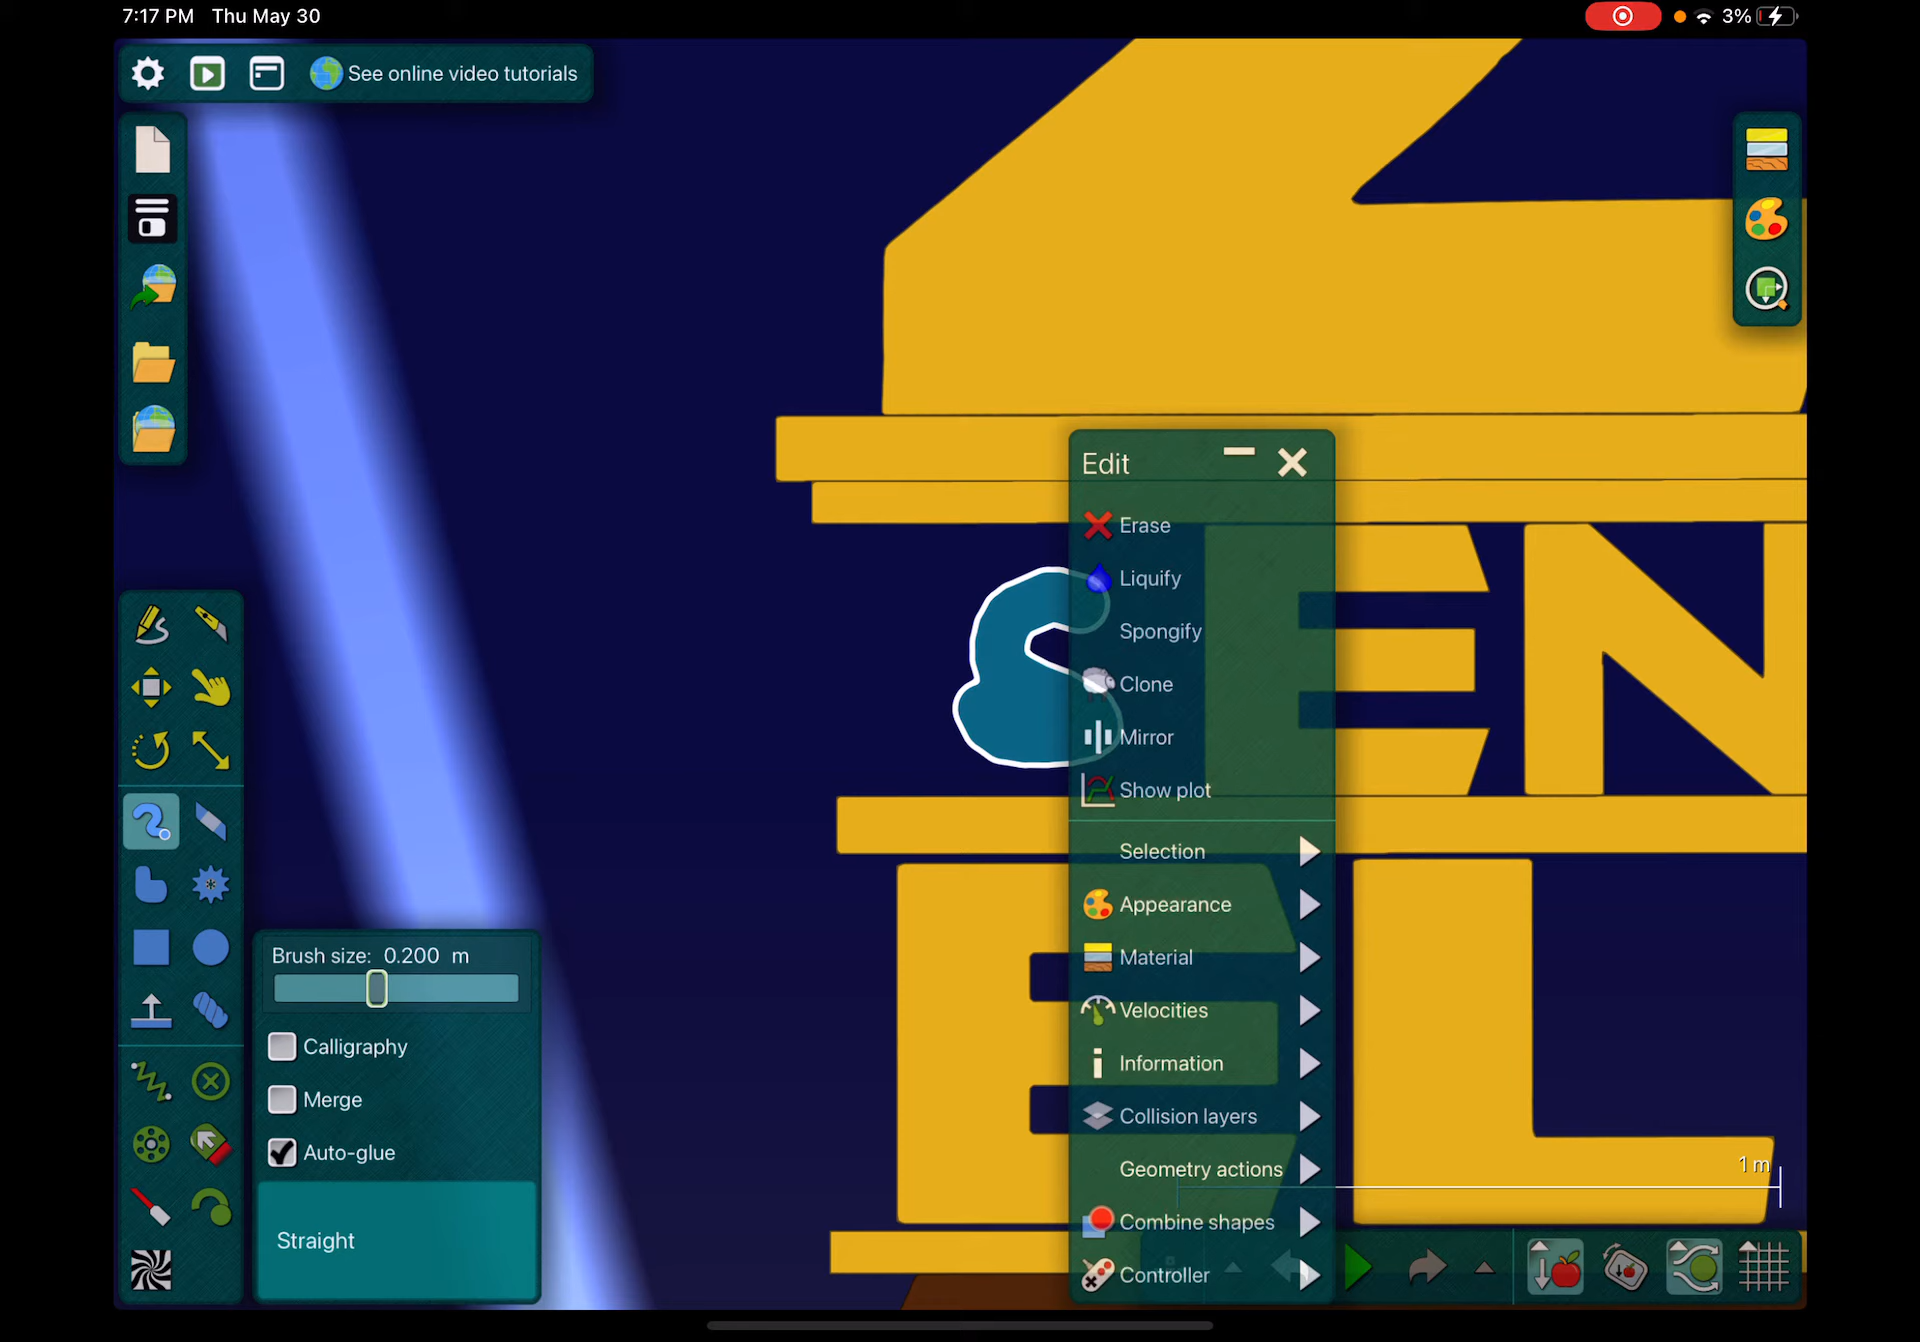 7:17 PM Thu May 30
3%
See online video tutorials
Z
Edit
Erase
Liquify
Spongify
Clone
Mirror
Show plot
Selection
Appearance
Material
Velocities
Information
Collision layers
Geometry actions
Combine shapes
Controller
S EN
EL
1 m
Brush size: 0.200 m
Calligraphy
Merge
Auto-glue
Straight